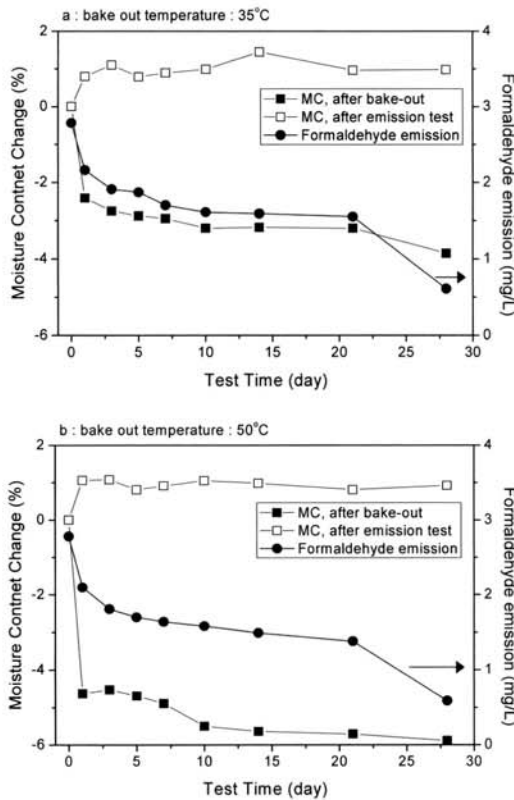 a : bake out temperature : 35°C
2
0
-2
-4
-6
Moisture Contnet Change (%)
MC, after bake-out
MC, after emission test
Formaldehyde emission
4
3
2
1
0
Formaldehyde emission (mg/L)
0 5 10 15 20 25 30
Test Time (day)
b : bake out temperature : 50°C
2
0
-2
-4
-6
Moisture Contnet Change (%)
MC, after bake-out
MC, after emission test
Formaldehyde emission
4
3
2
1
0
Formaldehyde emission (mg/L)
0 5 10 15 20 25 30
Test Time (day)